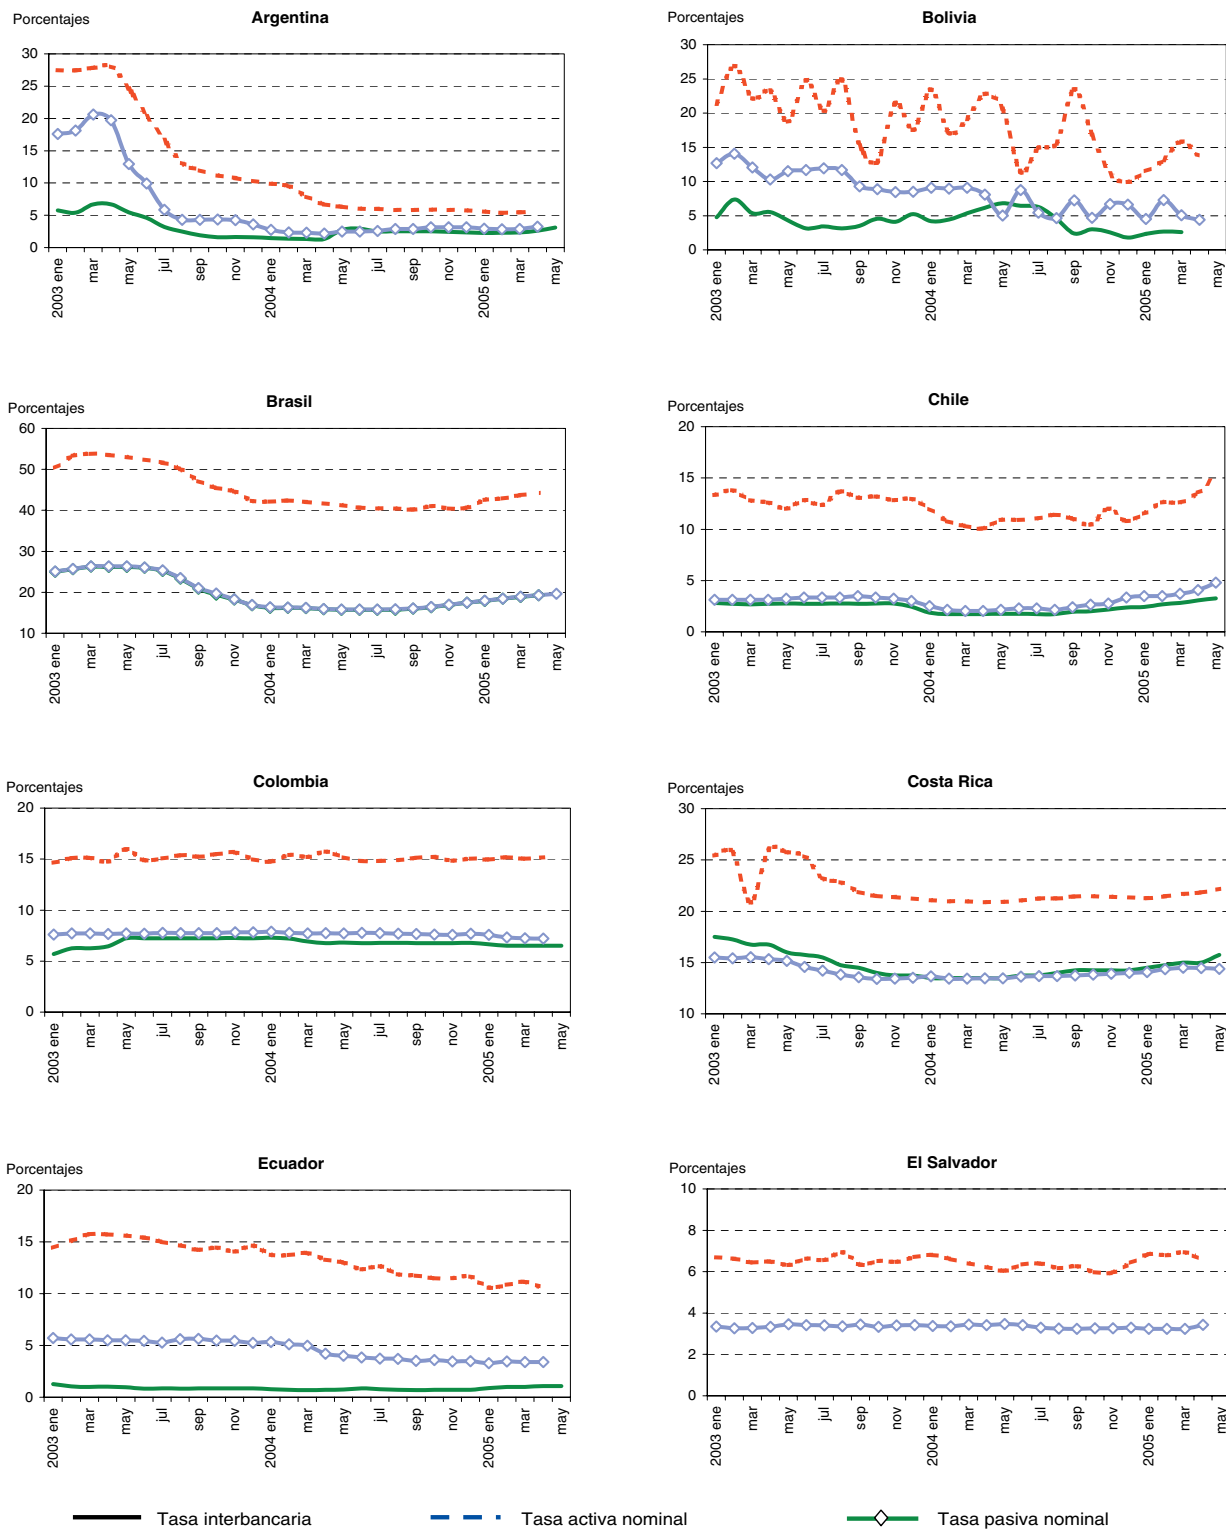 Porcentajes
Argentina
30
25
20
15
10
5
0
2003 ene
mar
may
jul
sep
nov
2004 ene
mar
may
jul
sep
nov
2005 ene
mar
may
Porcentajes
Bolivia
30
25
20
15
10
5
0
2003 ene
mar
may
jul
sep
nov
2004 ene
mar
may
jul
sep
nov
2005 ene
mar
may
Porcentajes
Brasil
60
50
40
30
20
10
2003 ene
mar
may
jul
sep
nov
2004 ene
mar
may
jul
sep
nov
2005 ene
mar
may
Porcentajes
Chile
20
15
10
5
0
2003 ene
mar
may
jul
sep
nov
2004 ene
mar
may
jul
sep
nov
2005 ene
mar
may
Porcentajes
Colombia
20
15
10
5
0
2003 ene
mar
may
jul
sep
nov
2004 ene
mar
may
jul
sep
nov
2005 ene
mar
may
Porcentajes
Costa Rica
30
25
20
15
10
2003 ene
mar
may
jul
sep
nov
2004 ene
mar
may
jul
sep
nov
2005 ene
mar
may
Porcentajes
Ecuador
20
15
10
5
0
2003 ene
mar
may
jul
sep
nov
2004 ene
mar
may
jul
sep
nov
2005 ene
mar
may
Porcentajes
El Salvador
10
8
6
4
2
0
2003 ene
mar
may
jul
sep
nov
2004 ene
mar
may
jul
sep
nov
2005 ene
mar
may
Tasa interbancaria
Tasa activa nominal
Tasa pasiva nominal